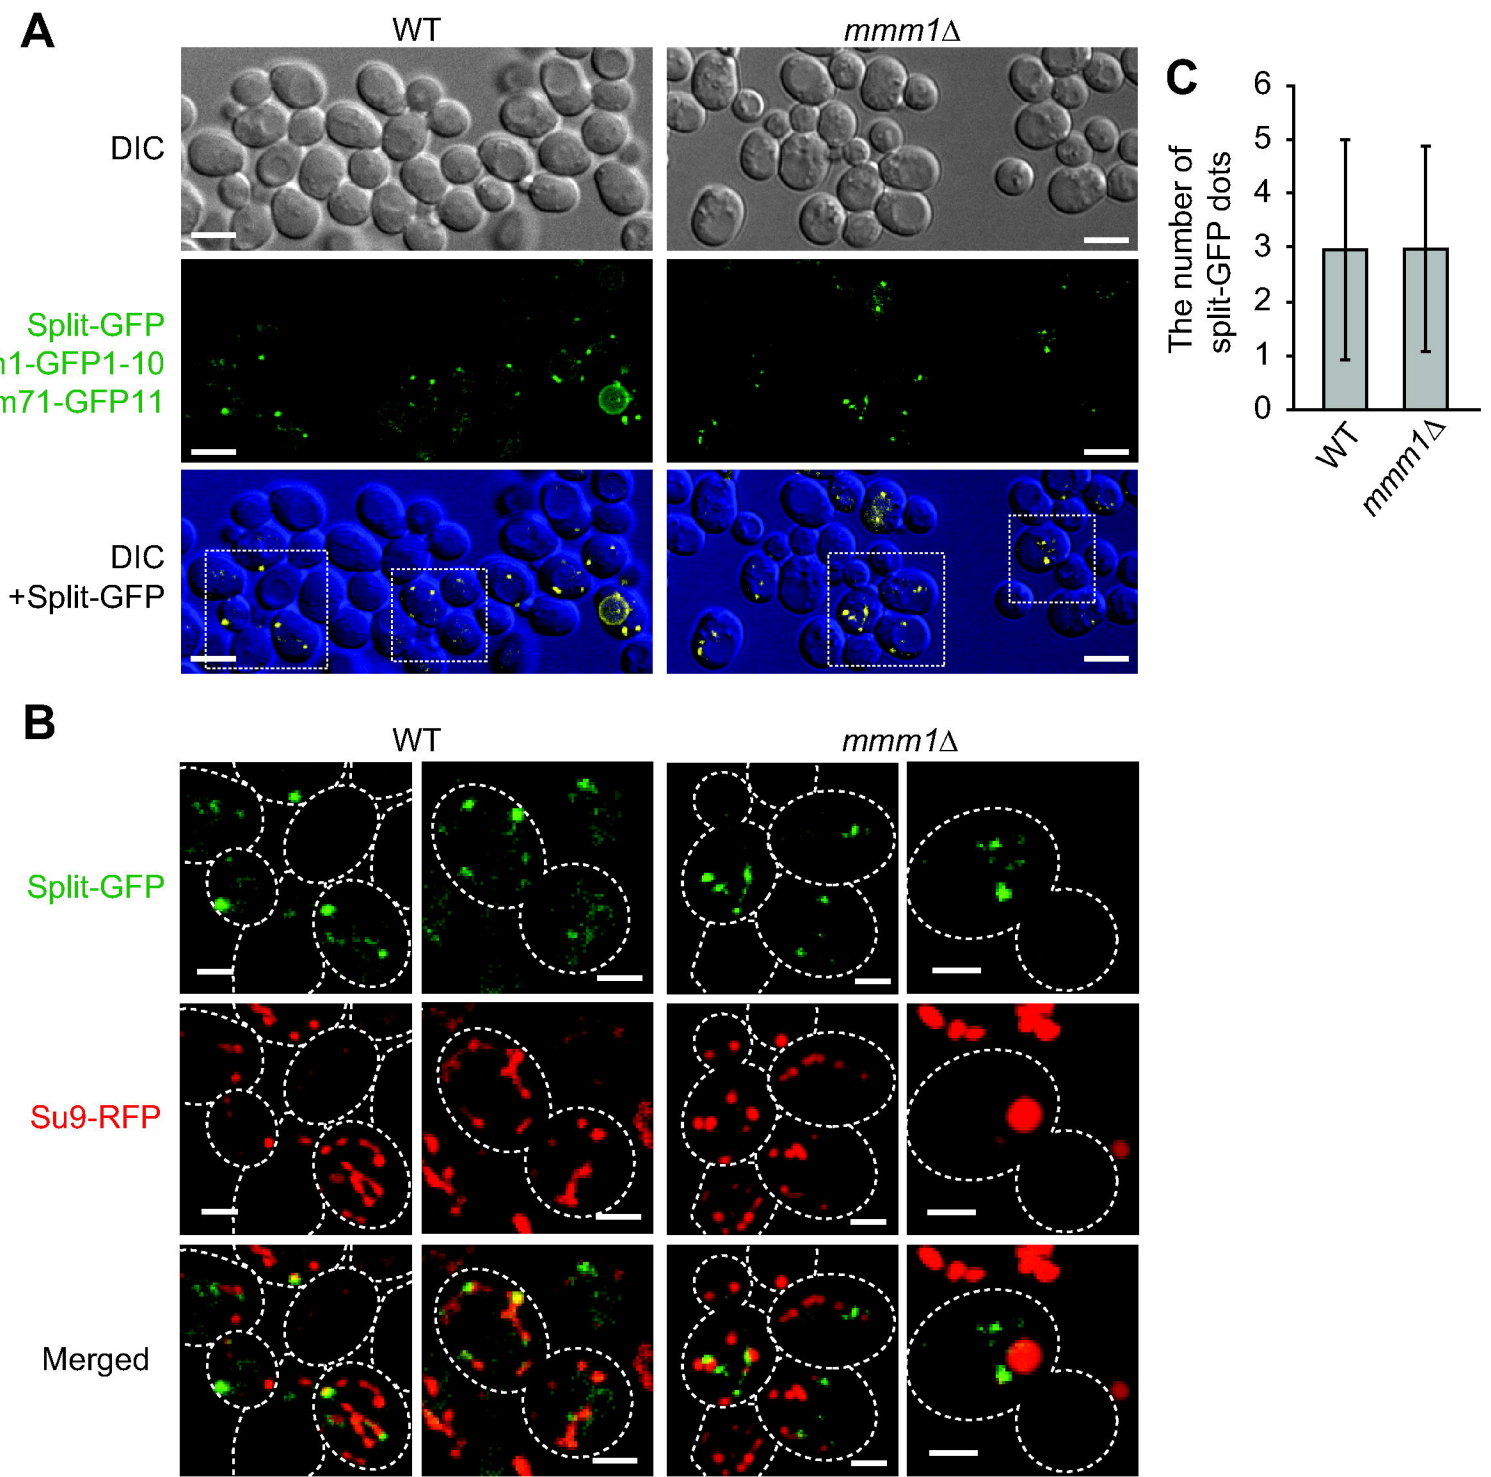 A
WT
mmm1Δ
DIC
Split-GFP
1-GFP1-10
m71-GFP11
DIC
+Split-GFP
C
The number of
split-GFP dots
6
5
4
3
2
1
0
WT
mmm1Δ
B
WT
mmm1Δ
Split-GFP
Su9-RFP
Merged